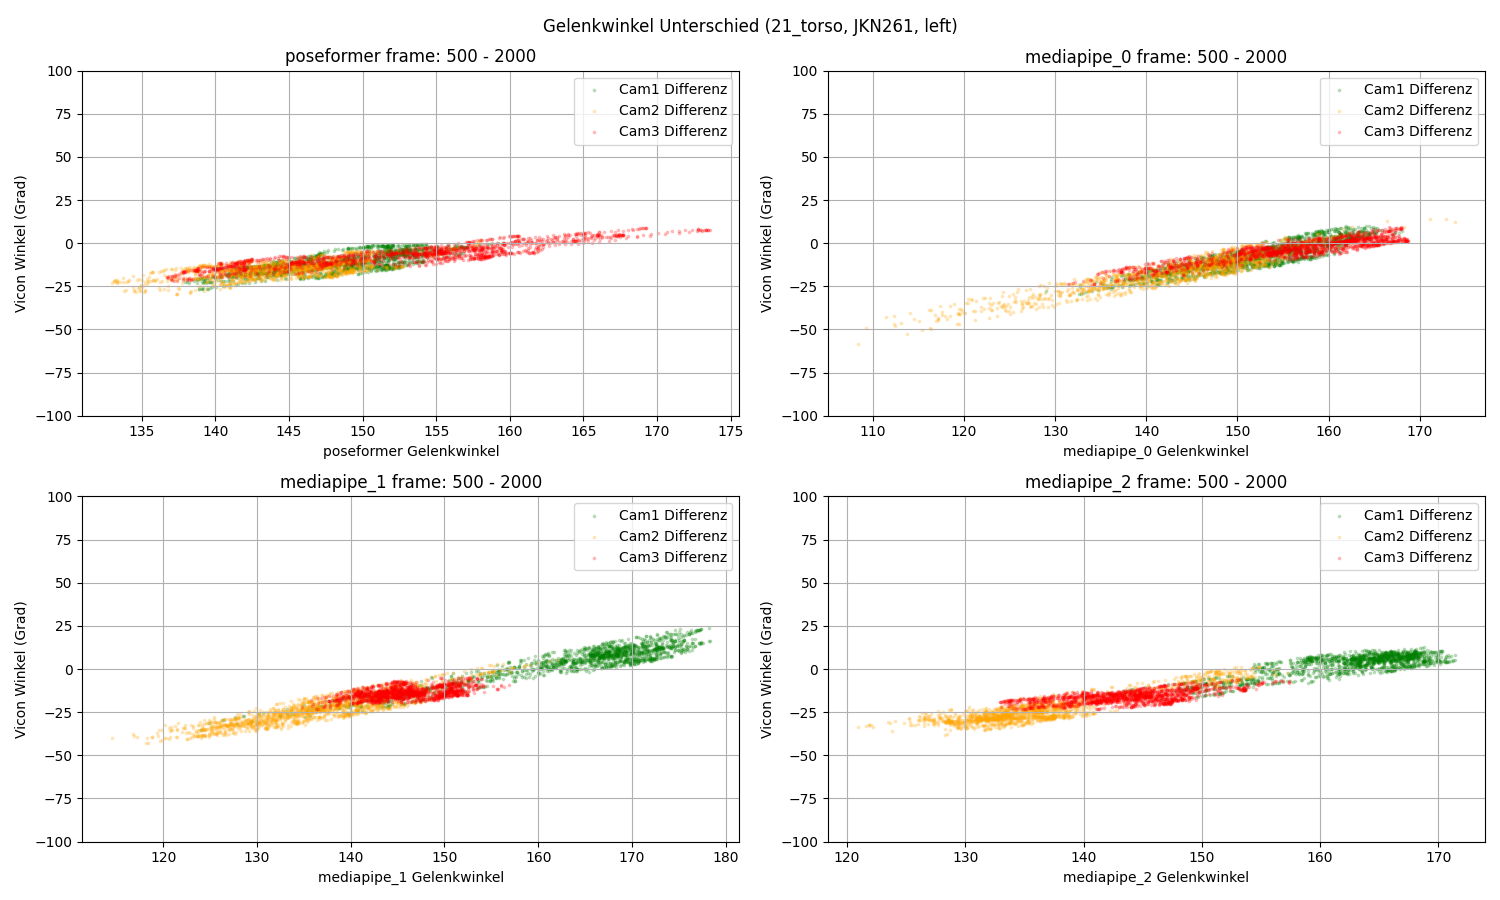 Gelenkwinkel Unterschied (21_torso, JKN261, left)
poseformer frame: 500 - 2000
100
75
50
25
0
−25
−50
−75
−100
Vicon Winkel (Grad)
Cam1 Differenz
Cam2 Differenz
Cam3 Differenz
135 140 145 150 155 160 165 170 175
poseformer Gelenkwinkel
mediapipe_0 frame: 500 - 2000
100
75
50
25
0
−25
−50
−75
−100
Vicon Winkel (Grad)
Cam1 Differenz
Cam2 Differenz
Cam3 Differenz
110 120 130 140 150 160 170
mediapipe_0 Gelenkwinkel
mediapipe_1 frame: 500 - 2000
100
75
50
25
0
−25
−50
−75
−100
Vicon Winkel (Grad)
Cam1 Differenz
Cam2 Differenz
Cam3 Differenz
120 130 140 150 160 170 180
mediapipe_1 Gelenkwinkel
mediapipe_2 frame: 500 - 2000
100
75
50
25
0
−25
−50
−75
−100
Vicon Winkel (Grad)
Cam1 Differenz
Cam2 Differenz
Cam3 Differenz
120 130 140 150 160 170
mediapipe_2 Gelenkwinkel